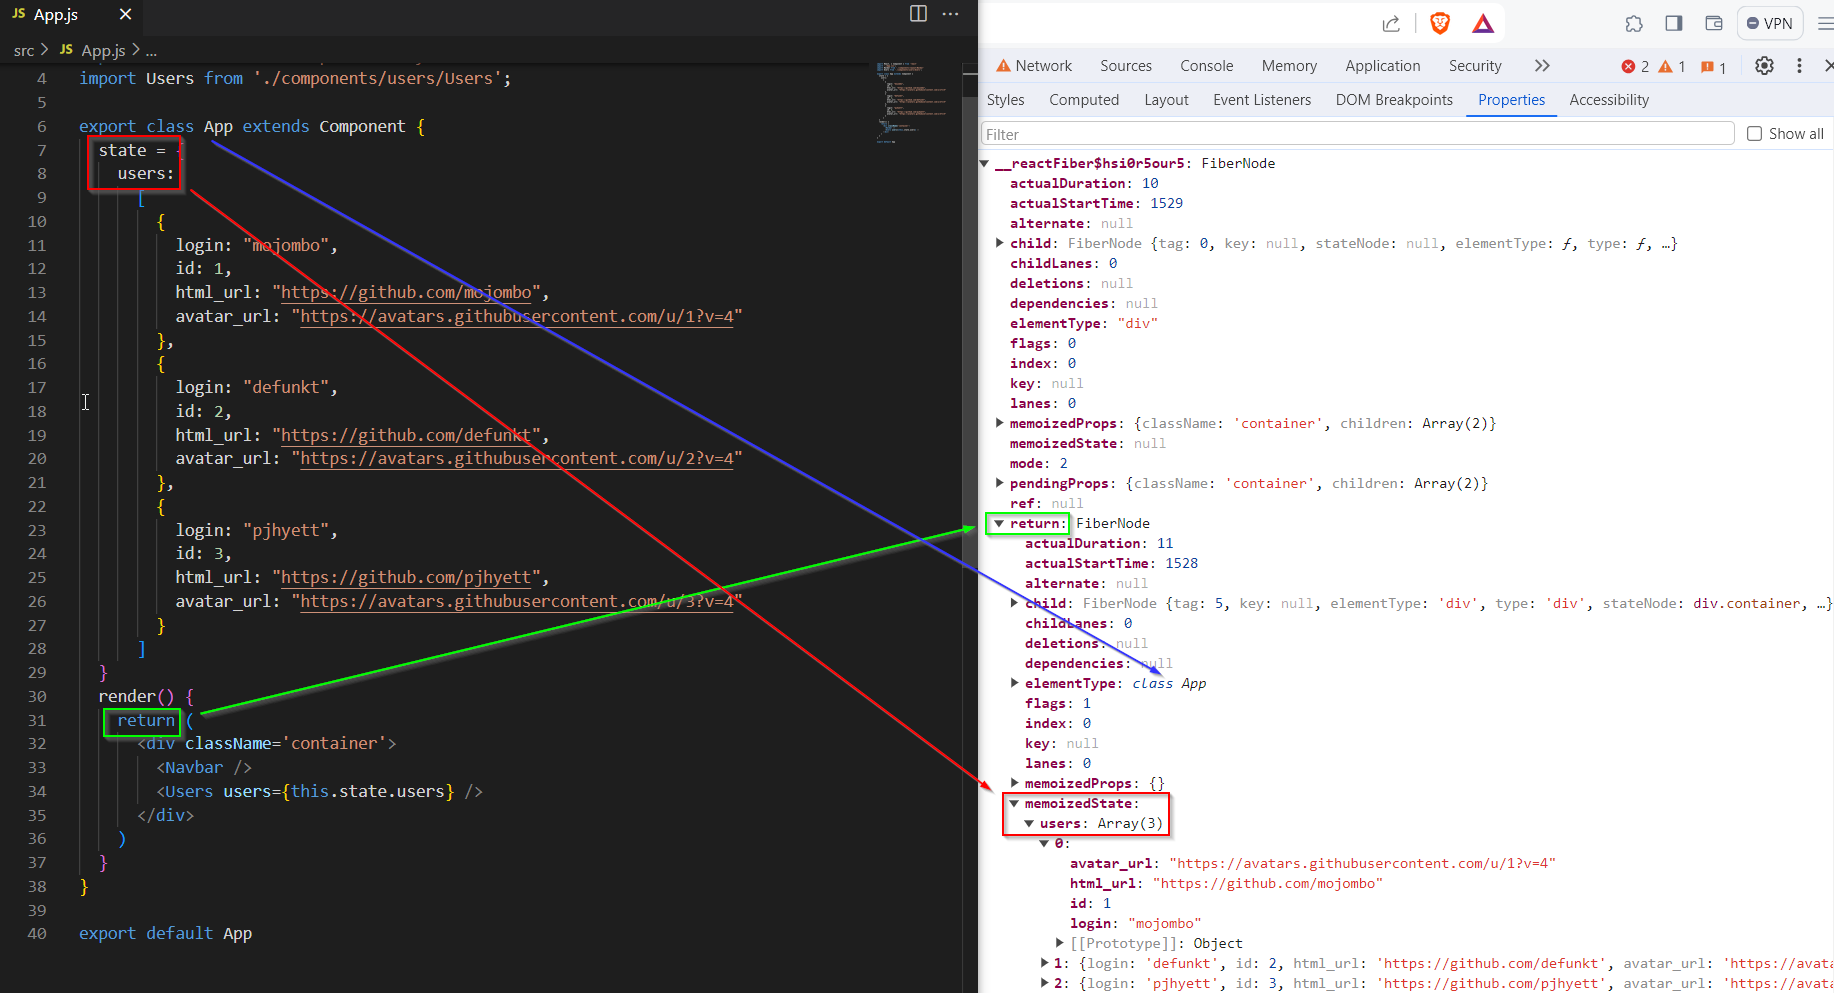 JS App.js ×
src > JS App.js > ...
4 import Users from './components/users/Users';
5
6 export class App extends Component {
7 state =
8 users:
9 [
10 {
11 login: "mojombo",
12 id: 1,
13 html_url: "https://github.com/mojombo",
14 avatar_url: "https://avatars.githubusercontent.com/u/1?v=4"
15 },
16 {
17 login: "defunkt",
18 id: 2,
19 html_url: "https://github.com/defunkt",
20 avatar_url: "https://avatars.githubusercontent.com/u/2?v=4"
21 },
22 {
23 login: "pjhyett",
24 id: 3,
25 html_url: "https://github.com/pjhyett",
26 avatar_url: "https://avatars.githubusercontent.com/u/3?v=4"
27 }
28 ]
29 }
30 render() {
31 return (
32 <div className='container'>
33 <Navbar />
34 <Users users={this.state.users} />
35 </div>
36 )
37 }
38 }
39
40 export default App
VPN
Network Sources Console Memory Application Security >> 2 1 1
Styles Computed Layout Event Listeners DOM Breakpoints Properties Accessibility
Filter Show all
__reactFiber$hsi0r5our5: FiberNode
actualDuration: 10
actualStartTime: 1529
alternate: null
child: FiberNode {tag: 0, key: null, stateNode: null, elementType: ƒ, type: ƒ, …}
childLanes: 0
deletions: null
dependencies: null
elementType: "div"
flags: 0
index: 0
key: null
lanes: 0
memoizedProps: {className: 'container', children: Array(2)}
memoizedState: null
mode: 2
pendingProps: {className: 'container', children: Array(2)}
ref: null
return: FiberNode
actualDuration: 11
actualStartTime: 1528
alternate: null
child: FiberNode {tag: 5, key: null, elementType: 'div', type: 'div', stateNode: div.container, …}
childLanes: 0
deletions: null
dependencies: null
elementType: class App
flags: 1
index: 0
key: null
lanes: 0
memoizedProps: {}
memoizedState:
users: Array(3)
0:
avatar_url: "https://avatars.githubusercontent.com/u/1?v=4"
html_url: "https://github.com/mojombo"
id: 1
login: "mojombo"
[[Prototype]]: Object
1: {login: 'defunkt', id: 2, html_url: 'https://github.com/defunkt', avatar_url: 'https://avata
2: {login: 'pjhyett', id: 3, html_url: 'https://github.com/pjhyett', avatar_url: 'https://avata